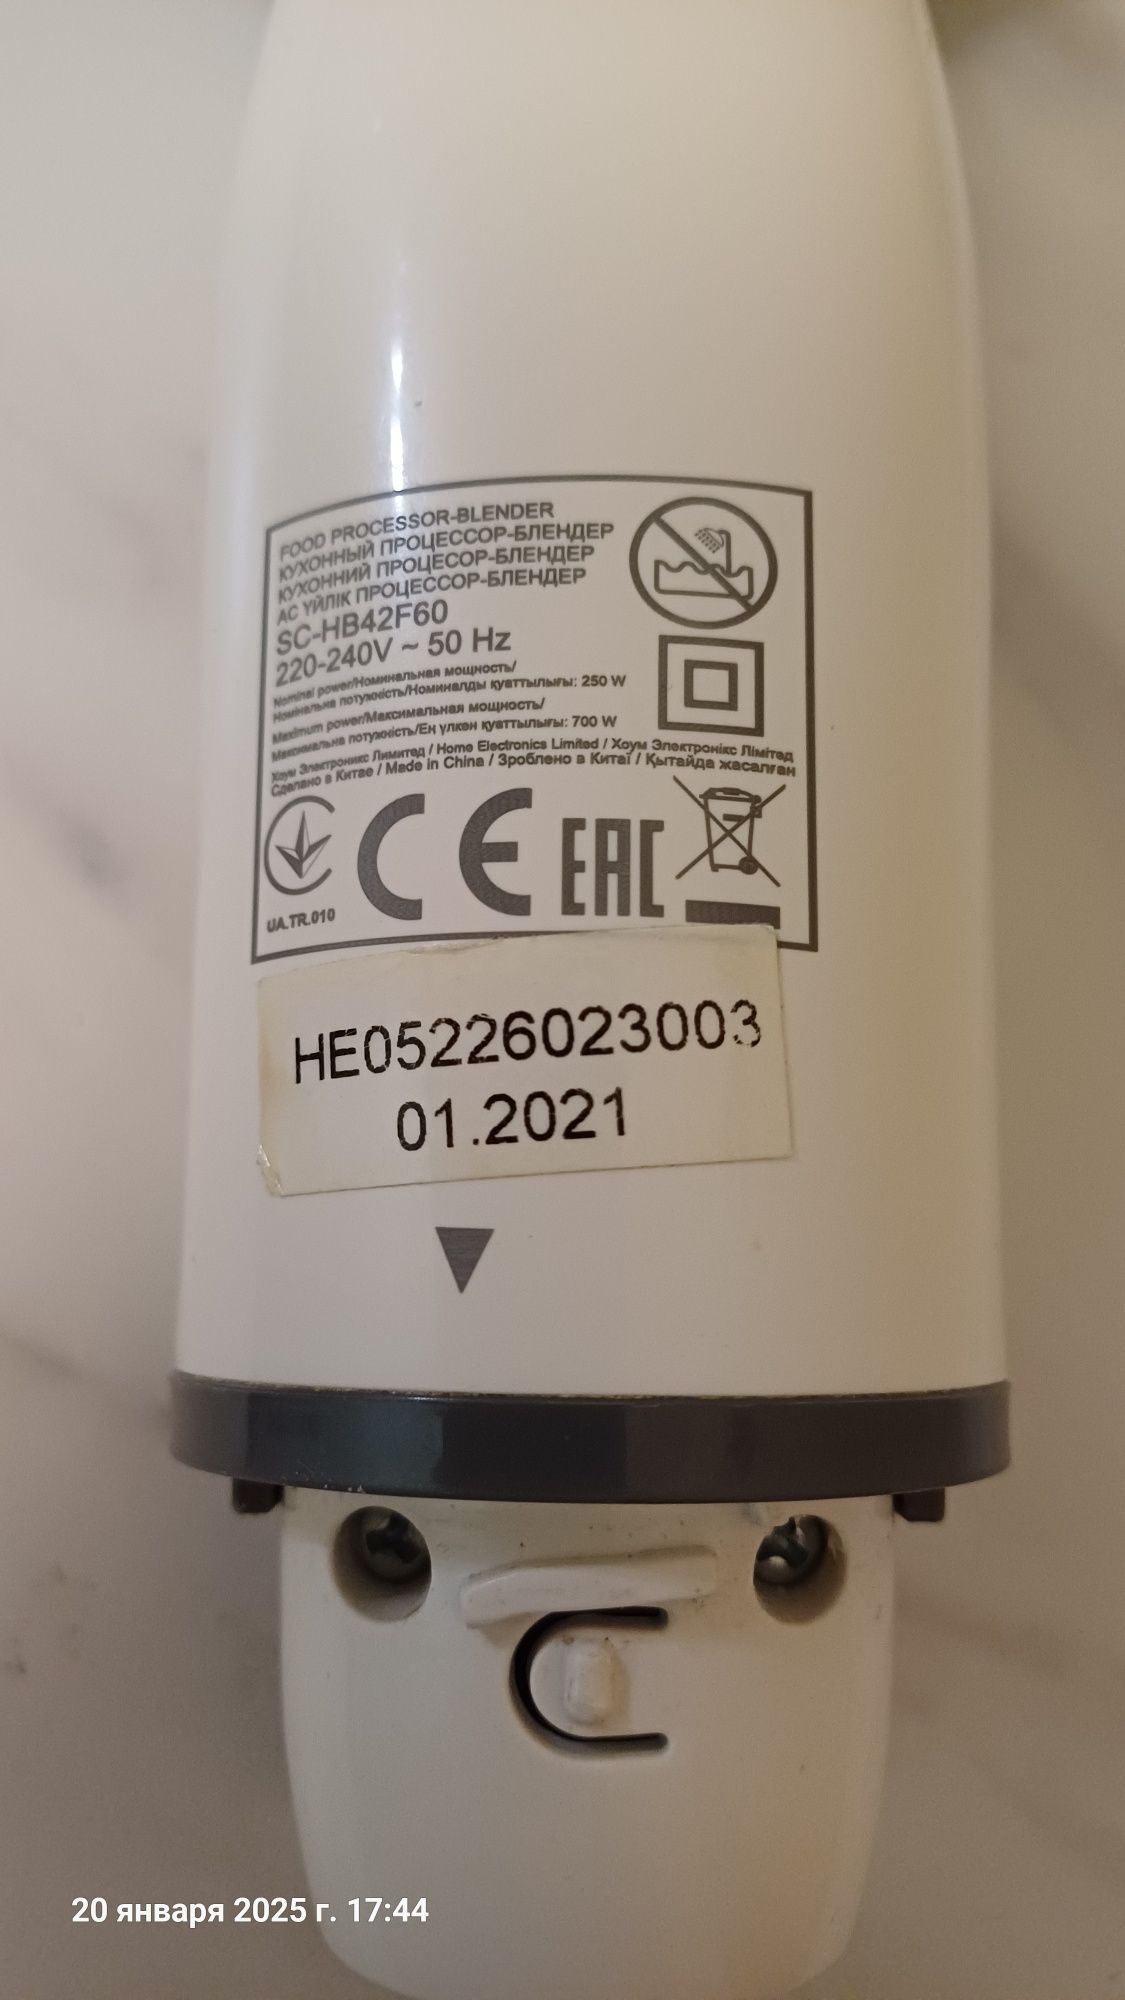 FOOD PROCESSOR-BLENDER
КУХОННЫЙ ПРОЦЕССОР-БЛЕНДЕР
КУХОННИЙ ПРОЦЕСОР-БЛЕНДЕР
АС ҮЙЛІК ПРОЦЕССОР-БЛЕНДЕР
SC-HB42F60
220-240V ~ 50 Hz
Nominal power/Номинальная мощность/
Номінальна потужність/Номиналды қуаттылығы: 250 W
Maximum power/Максимальная мощность/
Максимальна потужність/Ең үлкен қуаттылығы: 700 W
Хоум Электроникс Лимитед / Home Electronics Limited / Хоум Электронікс Лімітед
Сделано в Китае / Made in China / Зроблено в Китаї / Қытайда жасалған
CE EAC
UA.TR.010
HE05226023003
01.2021
20 января 2025 г. 17:44